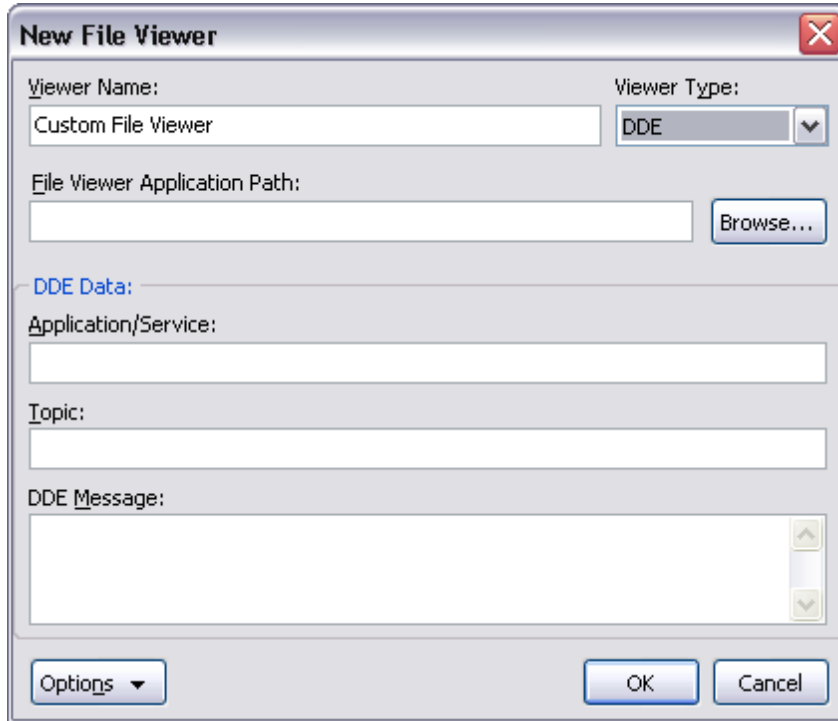 New File Viewer
Viewer Name: Viewer Type:
Custom File Viewer DDE
File Viewer Application Path:
Browse...
DDE Data:
Application/Service:
Topic:
DDE Message:
Options OK Cancel